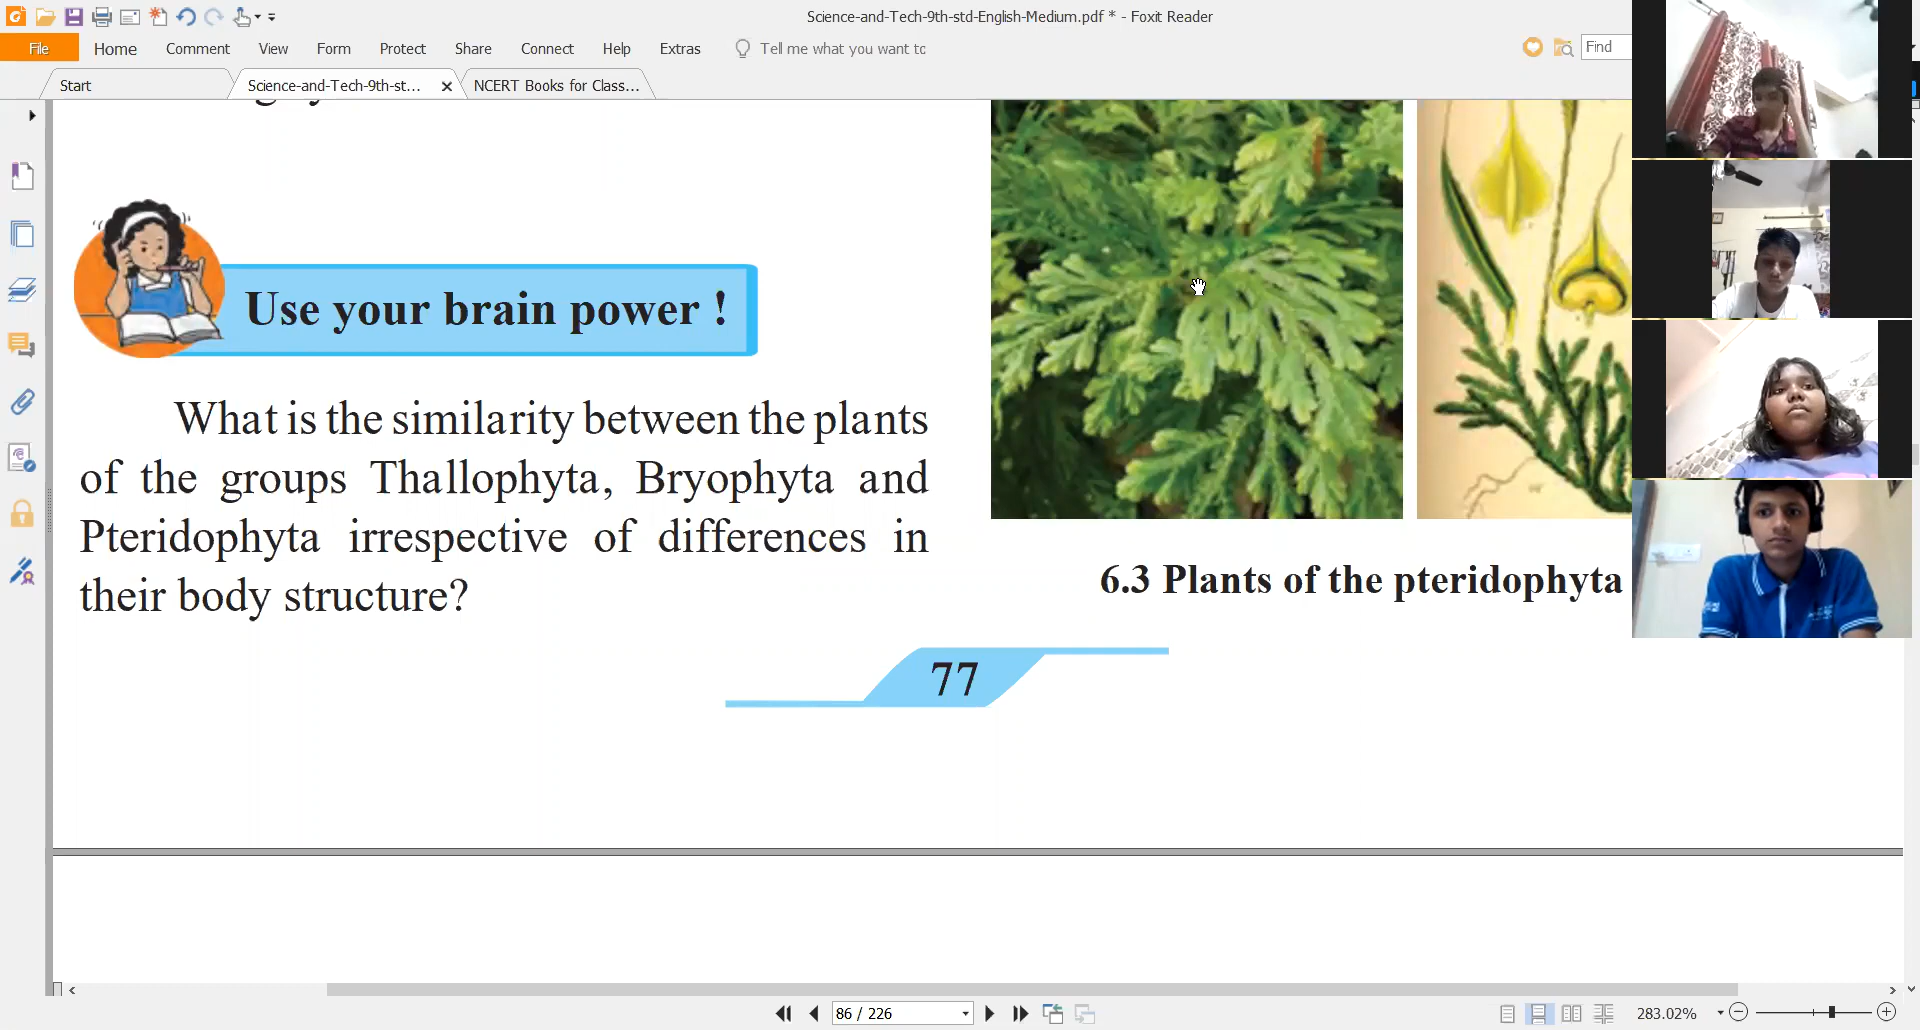 Science-and-Tech-9th-std-English-Medium.pdf * - Foxit Reader
File Home Comment View Form Protect Share Connect Help Extras Tell me what you want to Find
Start Science-and-Tech-9th-st... NCERT Books for Class...
Use your brain power !
What is the similarity between the plants
of the groups Thallophyta, Bryophyta and
Pteridophyta irrespective of differences in
their body structure?
6.3 Plants of the pteridophyta
77
86 / 226 283.02%